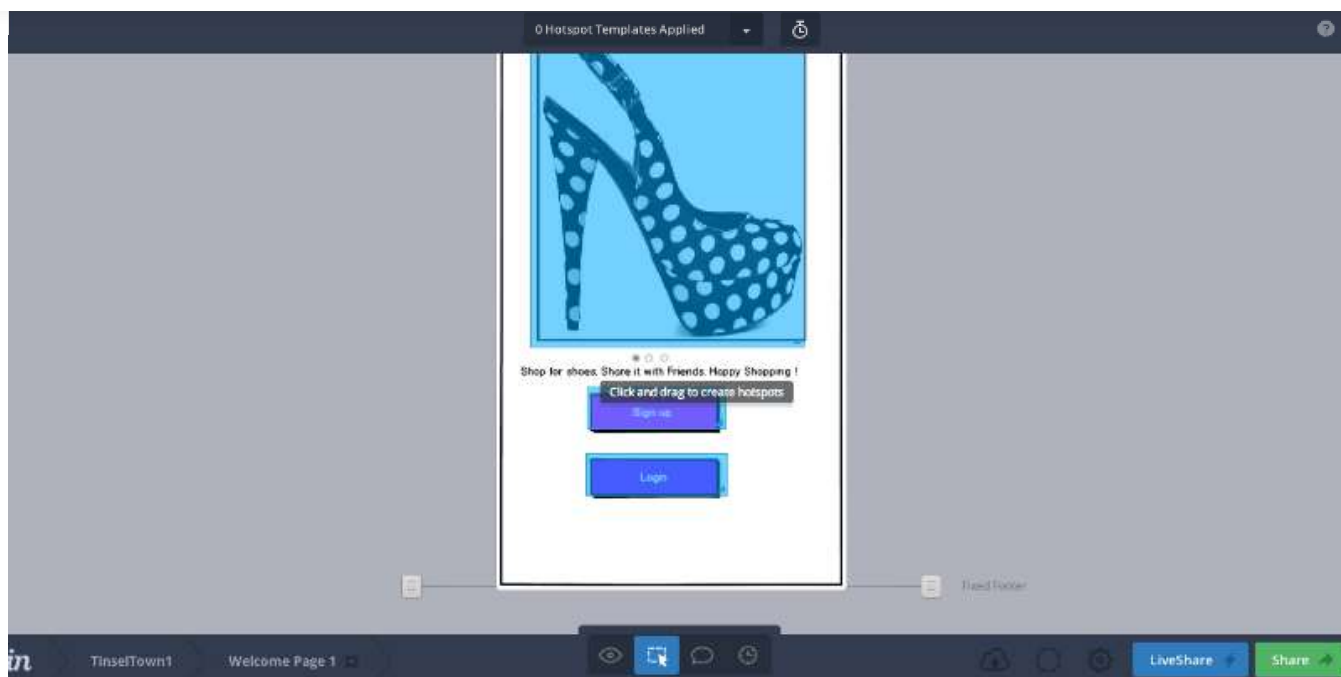 0 Hotspot Templates Applied
Shop for shoes. Share it with Friends. Happy Shopping !
Click and drag to create hotspots
Sign up
Login
Fixed Footer
in
TinselTown1
Welcome Page 1
LiveShare
Share